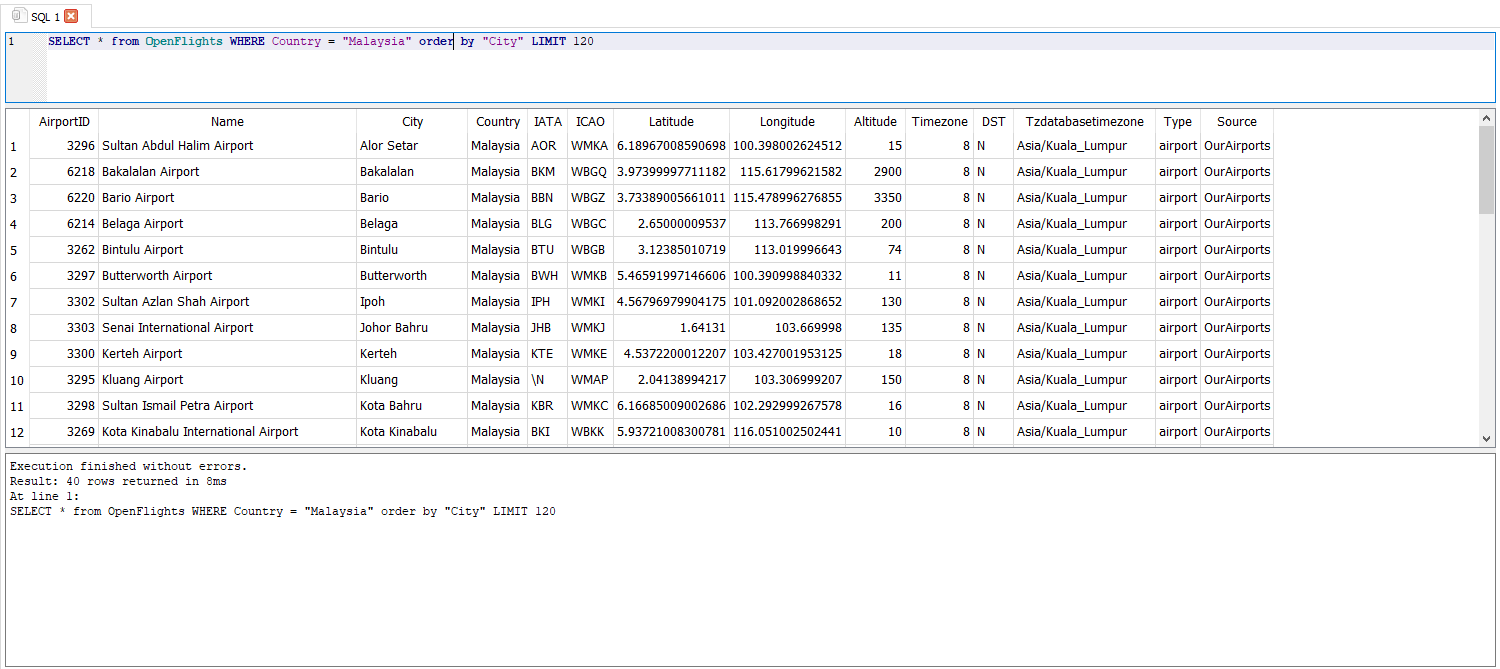 SQL 1
1 SELECT * from OpenFlights WHERE Country = "Malaysia" order by "City" LIMIT 120
AirportID Name City Country IATA ICAO Latitude Longitude Altitude Timezone DST Tzdatabasetimezone Type Source
1 3296 Sultan Abdul Halim Airport Alor Setar Malaysia AOR WMKA 6.18967008590698 100.398002624512 15 8 N Asia/Kuala_Lumpur airport OurAirports
2 6218 Bakalalan Airport Bakalalan Malaysia BKM WBGQ 3.97399997711182 115.61799621582 2900 8 N Asia/Kuala_Lumpur airport OurAirports
3 6220 Bario Airport Bario Malaysia BBN WBGZ 3.73389005661011 115.478996276855 3350 8 N Asia/Kuala_Lumpur airport OurAirports
4 6214 Belaga Airport Belaga Malaysia BLG WBGC 2.65000009537 113.766998291 200 8 N Asia/Kuala_Lumpur airport OurAirports
5 3262 Bintulu Airport Bintulu Malaysia BTU WBGB 3.12385010719 113.019996643 74 8 N Asia/Kuala_Lumpur airport OurAirports
6 3297 Butterworth Airport Butterworth Malaysia BWH WMKB 5.46591997146606 100.390998840332 11 8 N Asia/Kuala_Lumpur airport OurAirports
7 3302 Sultan Azlan Shah Airport Ipoh Malaysia IPH WMKI 4.56796979904175 101.092002868652 130 8 N Asia/Kuala_Lumpur airport OurAirports
8 3303 Senai International Airport Johor Bahru Malaysia JHB WMKJ 1.64131 103.669998 135 8 N Asia/Kuala_Lumpur airport OurAirports
9 3300 Kerteh Airport Kerteh Malaysia KTE WMKE 4.5372200012207 103.427001953125 18 8 N Asia/Kuala_Lumpur airport OurAirports
10 3295 Kluang Airport Kluang Malaysia \N WMAP 2.04138994217 103.306999207 150 8 N Asia/Kuala_Lumpur airport OurAirports
11 3298 Sultan Ismail Petra Airport Kota Bahru Malaysia KBR WMKC 6.16685009002686 102.292999267578 16 8 N Asia/Kuala_Lumpur airport OurAirports
12 3269 Kota Kinabalu International Airport Kota Kinabalu Malaysia BKI WBKK 5.93721008300781 116.051002502441 10 8 N Asia/Kuala_Lumpur airport OurAirports
Execution finished without errors.
Result: 40 rows returned in 8ms
At line 1:
SELECT * from OpenFlights WHERE Country = "Malaysia" order by "City" LIMIT 120